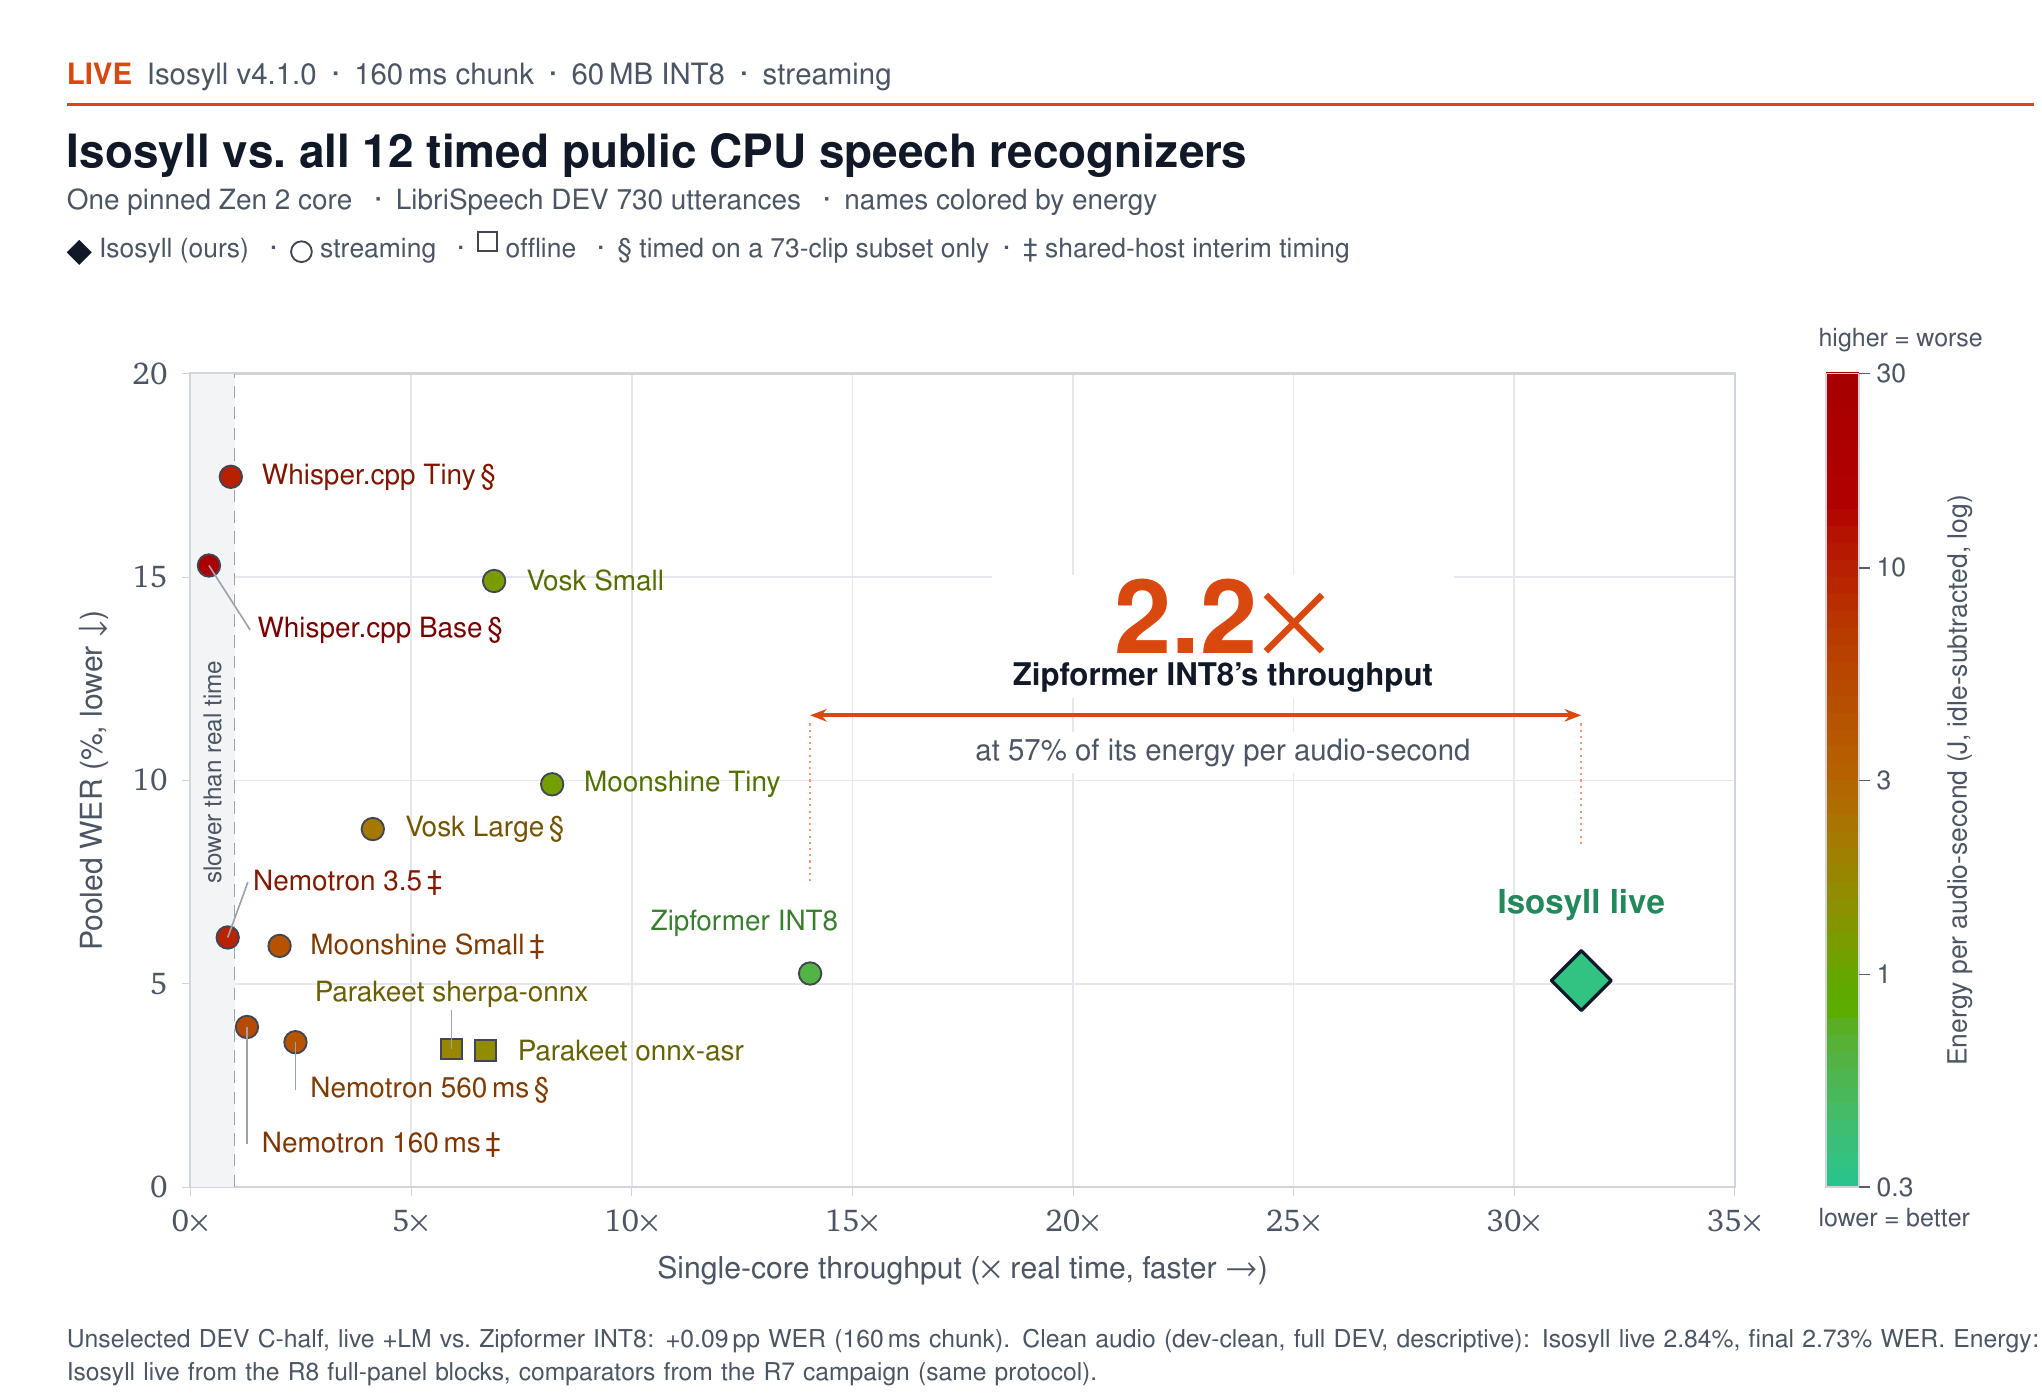 LIVE Isosyll v4.1.0 · 160 ms chunk · 60 MB INT8 · streaming
Isosyll vs. all 12 timed public CPU speech recognizers
One pinned Zen 2 core · LibriSpeech DEV 730 utterances · names colored by energy
◆ Isosyll (ours) · ○ streaming · □ offline · § timed on a 73-clip subset only · ‡ shared-host interim timing
higher = worse
30
10
3
1
0.3
lower = better
Energy per audio-second (J, idle-subtracted, log)
Pooled WER (%, lower ↓)
20
15
10
5
0
slower than real time
Whisper.cpp Tiny §
Whisper.cpp Base §
Vosk Small
2.2×
Zipformer INT8’s throughput
at 57% of its energy per audio-second
Moonshine Tiny
Vosk Large §
Nemotron 3.5 ‡
Zipformer INT8
Isosyll live
Moonshine Small ‡
Parakeet sherpa-onnx
Parakeet onnx-asr
Nemotron 560 ms §
Nemotron 160 ms ‡
0× 5× 10× 15× 20× 25× 30× 35×
Single-core throughput (× real time, faster →)
Unselected DEV C-half, live +LM vs. Zipformer INT8: +0.09 pp WER (160 ms chunk). Clean audio (dev-clean, full DEV, descriptive): Isosyll live 2.84%, final 2.73% WER. Energy:
Isosyll live from the R8 full-panel blocks, comparators from the R7 campaign (same protocol).